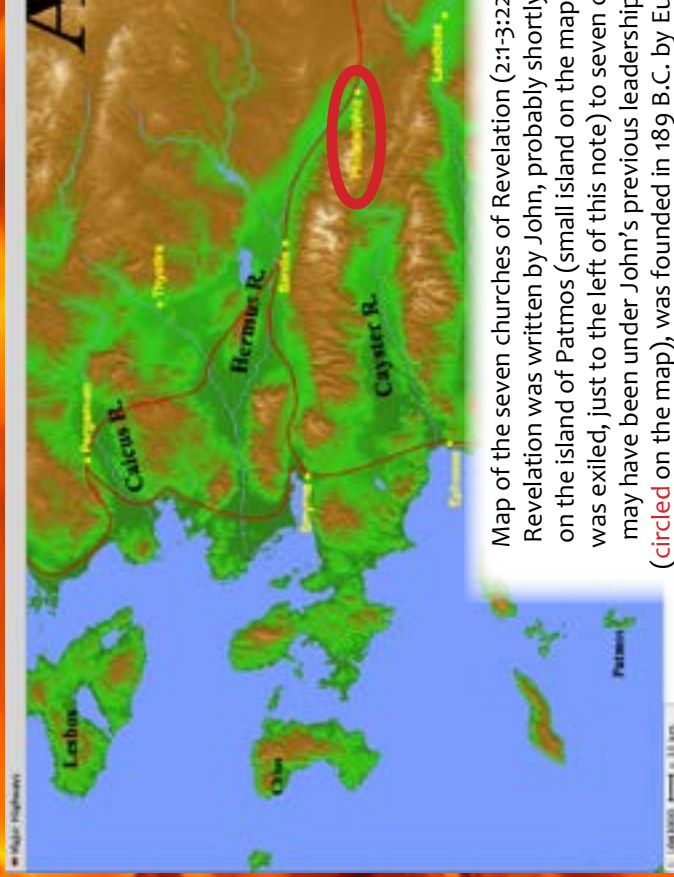 Major Highways
A
Pergamum
Caicus R.
Lesbos
Thyatira
Hermus R.
Sardis
Philadelphia
Smyrna
Cayster R.
Laodicea
Ephesus
Chios
Patmos
Map of the seven churches of Revelation (2:1-3:22
Revelation was written by John, probably shortly
on the island of Patmos (small island on the map
was exiled, just to the left of this note) to seven c
may have been under John's previous leadership
(circled on the map), was founded in 189 B.C. by Eu